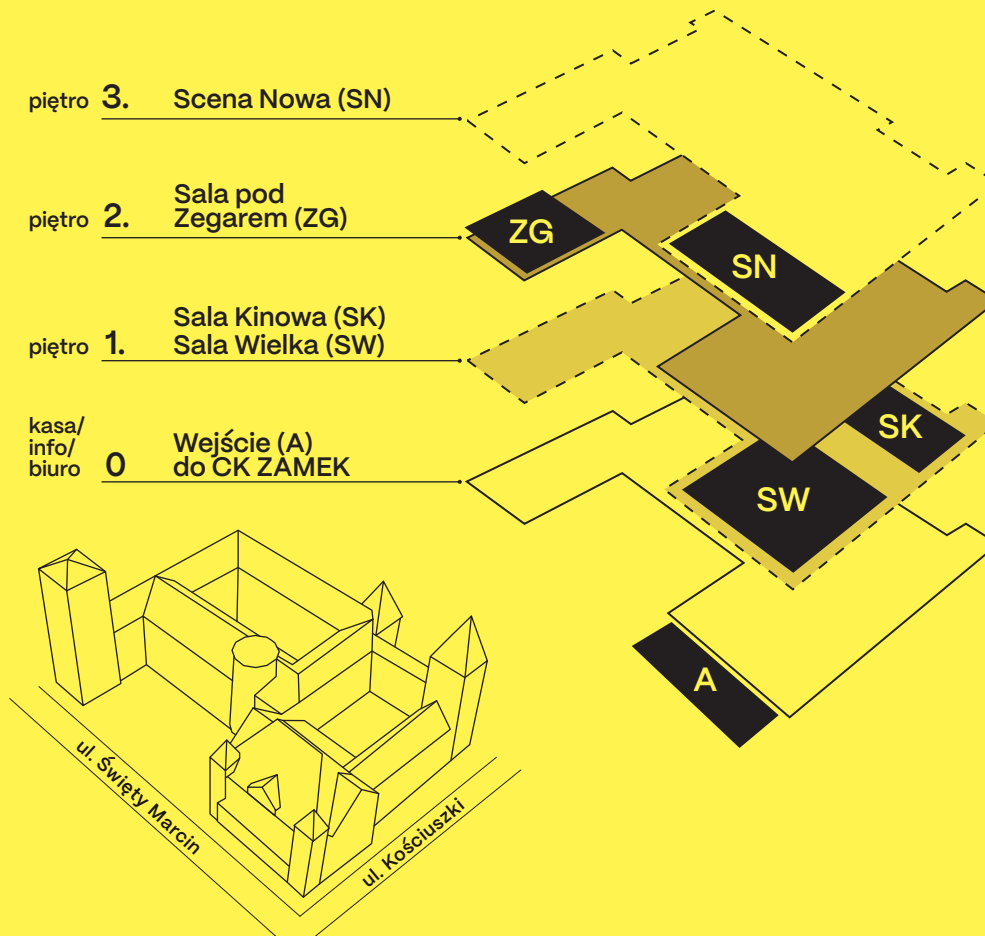 piętro 3. Scena Nowa (SN)
piętro 2. Sala pod
Zegarem (ZG)
piętro 1. Sala Kinowa (SK)
Sala Wielka (SW)
kasa/
info/
biuro 0 Wejście (A)
do CK ZAMEK
ZG
SN
SK
SW
A
ul. Święty Marcin
ul. Kościuszki